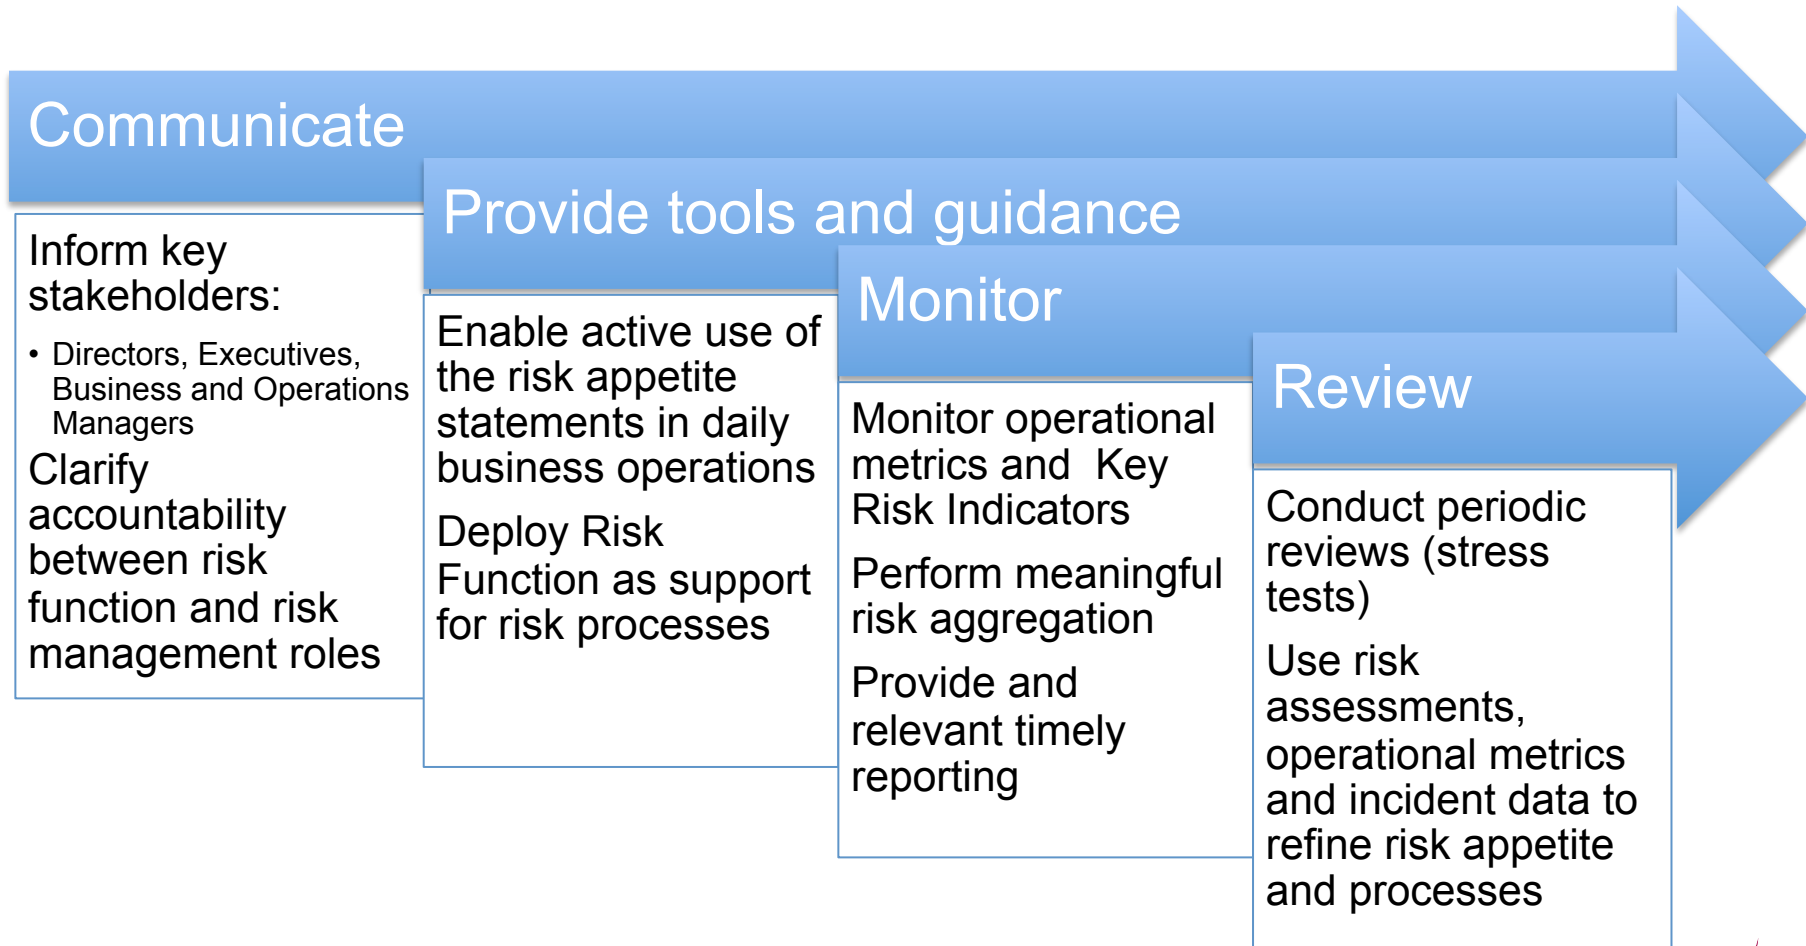 Communicate
Inform key
stakeholders:
• Directors, Executives,
Business and Operations
Managers
Clarify
accountability
between risk
function and risk
management roles
Provide tools and guidance
Enable active use of
the risk appetite
statements in daily
business operations
Deploy Risk
Function as support
for risk processes
Monitor
Monitor operational
metrics and  Key
Risk Indicators
Perform meaningful
risk aggregation
Provide and
relevant timely
reporting
Review
Conduct periodic
reviews (stress
tests)
Use risk
assessments,
operational metrics
and incident data to
refine risk appetite
and processes